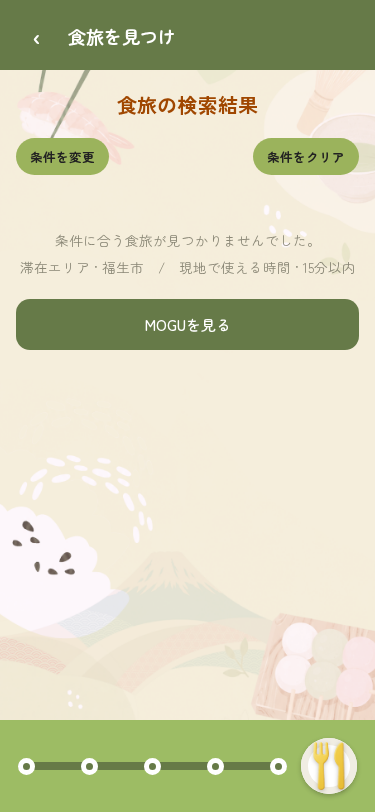 ‹ 食旅を見つけ
食旅の検索結果
条件を変更 条件をクリア
条件に合う食旅が見つかりませんでした。
滞在エリア・福生市 / 現地で使える時間・15分以内
MOGUを見る